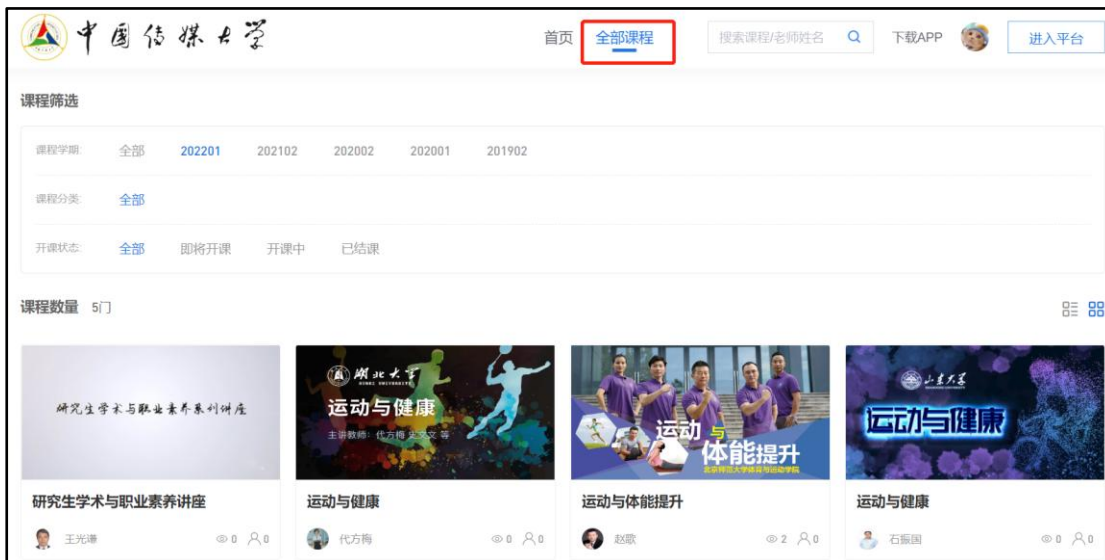 中国传媒大学
首页 全部课程 搜索课程/老师姓名 下载APP 进入平台
课程筛选
课程学期: 全部 202201 202102 202002 202001 201902
课程分类: 全部
开课状态: 全部 即将开课 开课中 已结课
课程数量 5门
研究生学术与职业素养系列讲座
湖北大学
HUBEI UNIVERSITY
运动与健康
主讲教师: 代方梅 史文文 等
运动与
体能提升
北京师范大学体育与运动学院
山东大学
运动与健康
研究生学术与职业素养讲座 运动与健康 运动与体能提升 运动与健康
王光谦 0 0 代方梅 0 0 赵歌 2 0 石振国 0 0